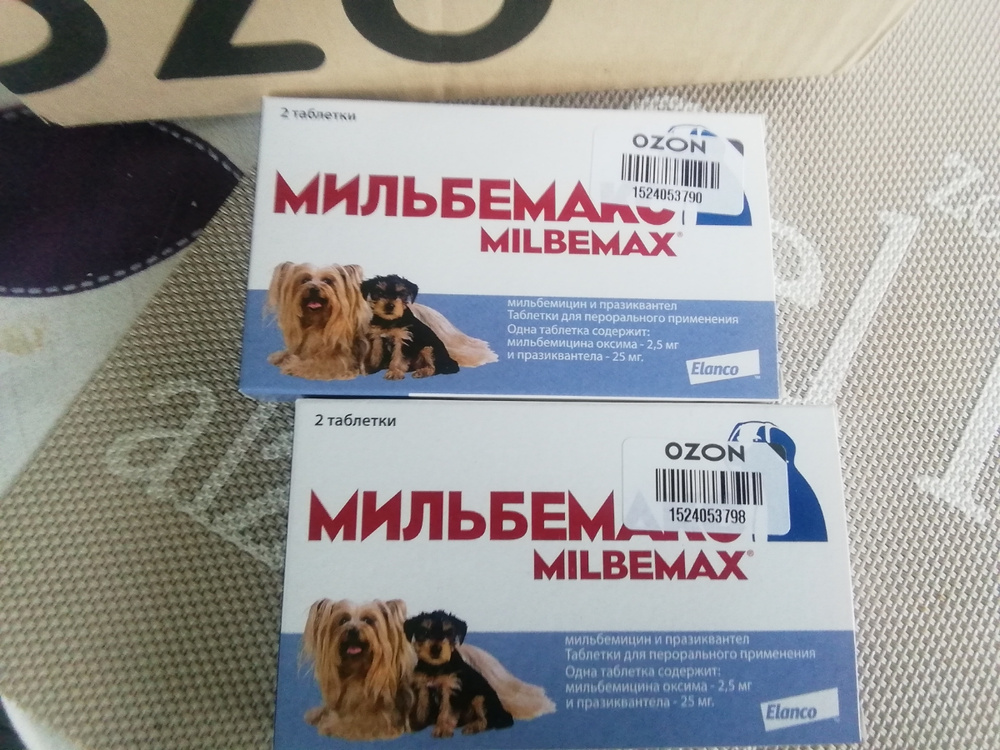 2 таблетки
OZON
1524053790
МИЛЬБЕМАКС
MILBEMAX®
мильбемицин и празиквантел
Таблетки для перорального применения
Одна таблетка содержит:
мильбемицина оксима - 2,5 мг
и празиквантела - 25 мг.
Elanco™
2 таблетки
OZON
1524053798
МИЛЬБЕМАКС
MILBEMAX®
мильбемицин и празиквантел
Таблетки для перорального применения
Одна таблетка содержит:
мильбемицина оксима - 2,5 мг
и празиквантела - 25 мг.
Elanco™